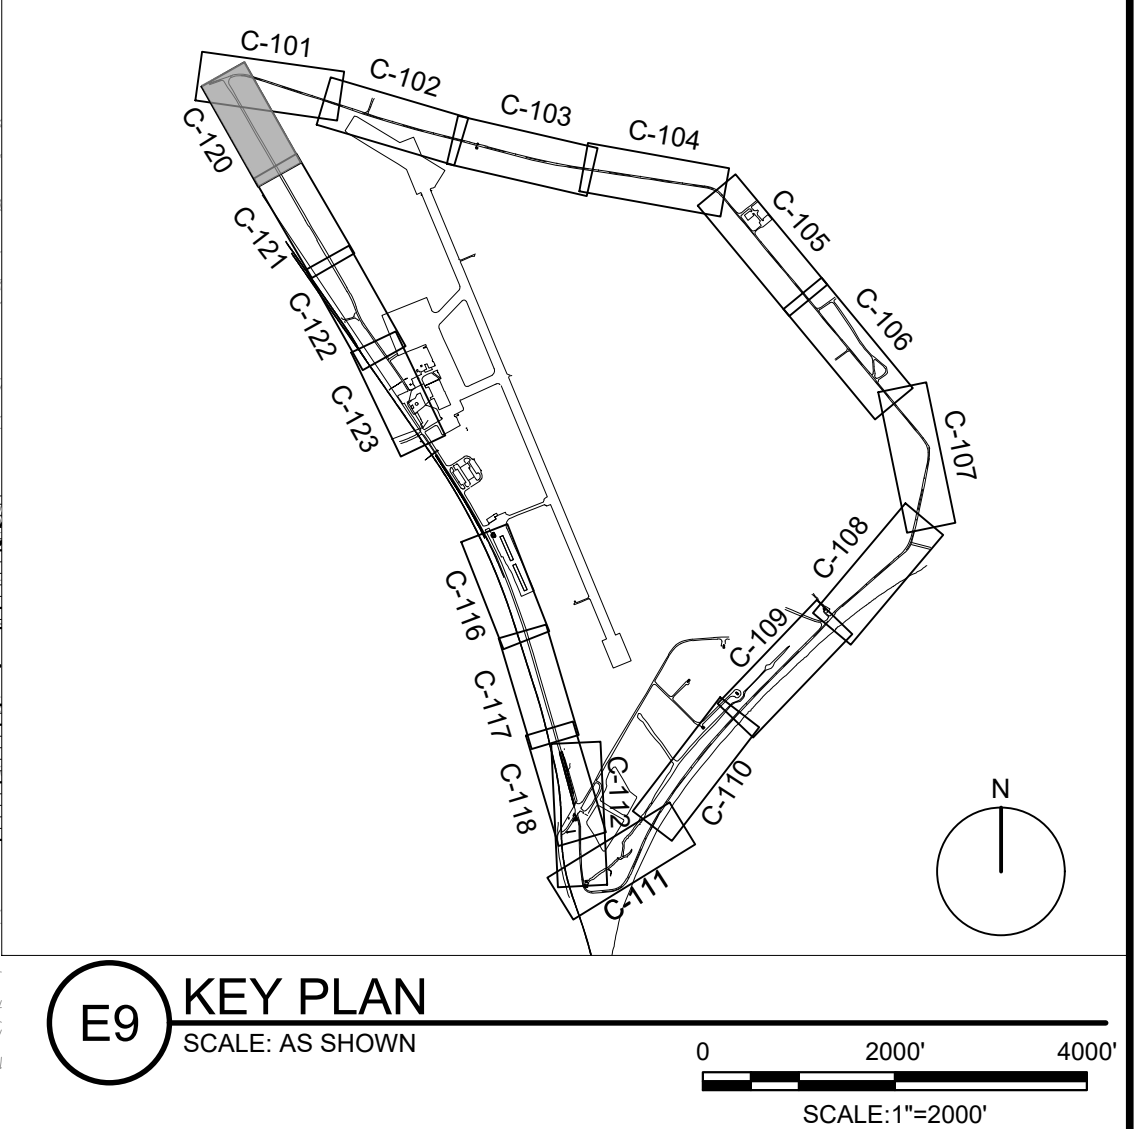 C-101
C-102
C-103
C-104
C-120
C-105
C-121
C-106
C-122
C-123
C-107
C-108
C-116
C-109
C-117
C-118
C-112
C-110
C-111
N
E9
KEY PLAN
SCALE: AS SHOWN
0 2000' 4000'
SCALE:1"=2000'